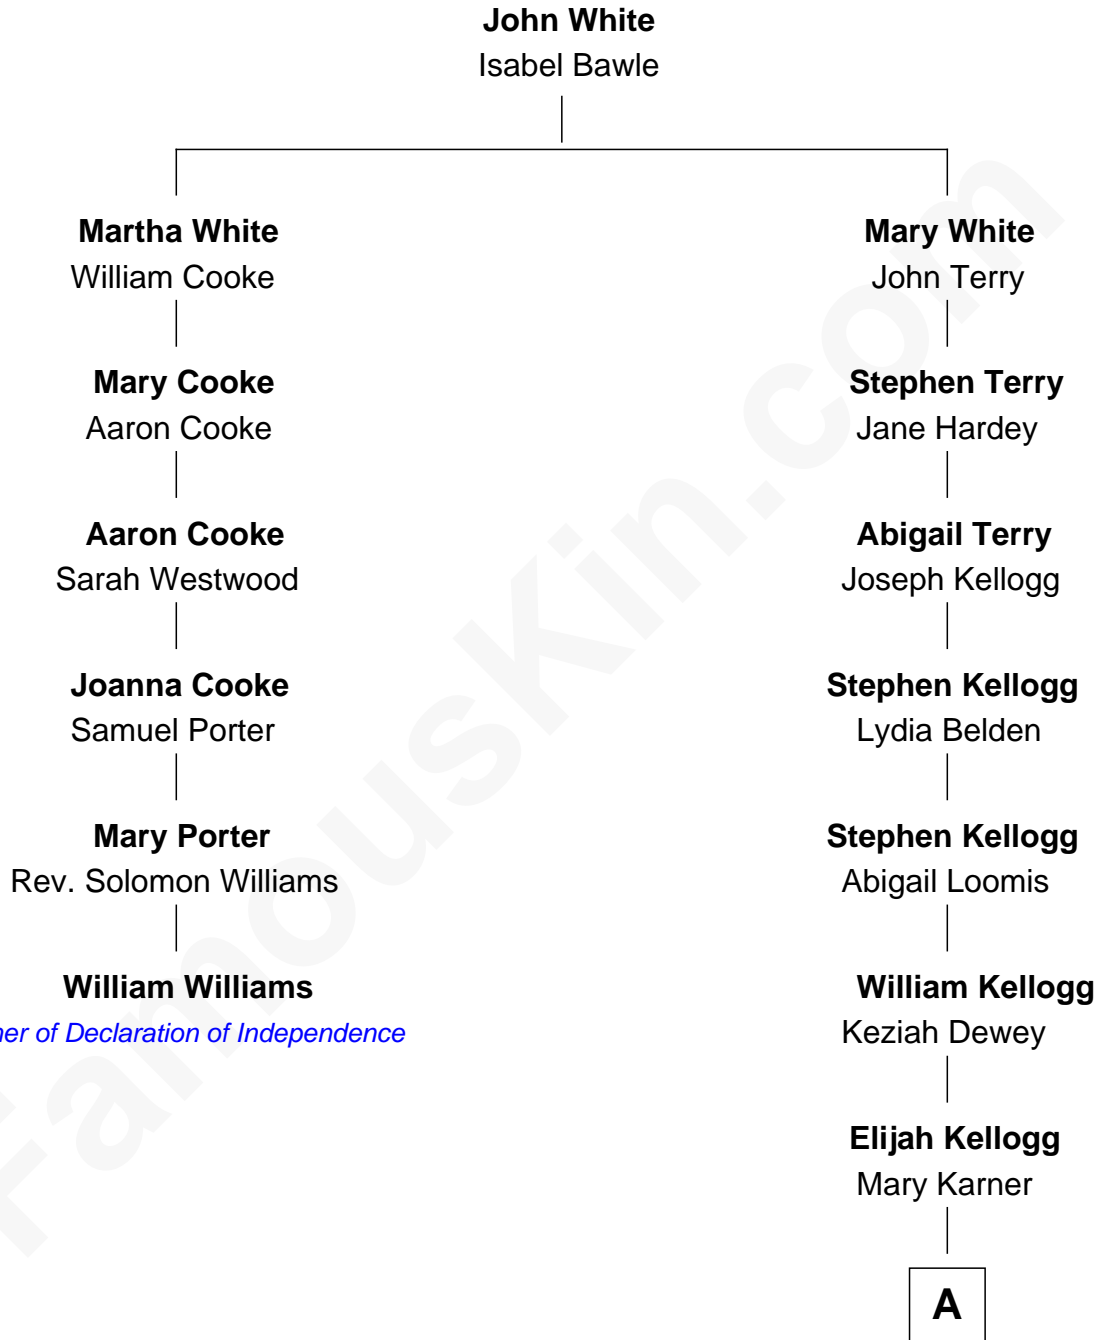 John White
Isabel Bawle
Martha White
William Cooke
Mary Cooke
Aaron Cooke
Aaron Cooke
Sarah Westwood
Joanna Cooke
Samuel Porter
Mary Porter
Rev. Solomon Williams
William Williams
ner of Declaration of Independence
Mary White
John Terry
Stephen Terry
Jane Hardey
Abigail Terry
Joseph Kellogg
Stephen Kellogg
Lydia Belden
Stephen Kellogg
Abigail Loomis
William Kellogg
Keziah Dewey
Elijah Kellogg
Mary Karner
A
FamousKin.com